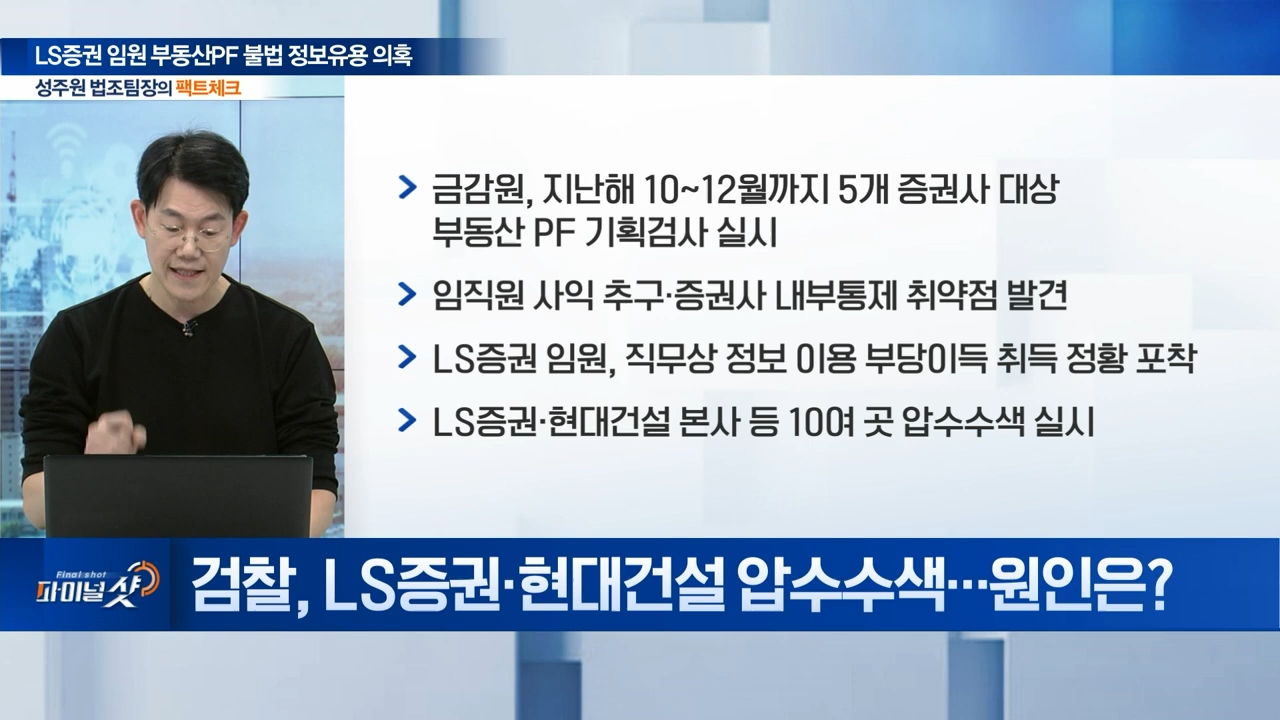 LS증권 임원 부동산PF 불법 정보유용 의혹
성주원 법조팀장의 팩트체크
금감원, 지난해 10~12월까지 5개 증권사 대상
부동산 PF 기획검사 실시
임직원 사익 추구·증권사 내부통제 취약점 발견
LS증권 임원, 직무상 정보 이용 부당이득 취득 정황 포착
LS증권·현대건설 본사 등 10여 곳 압수수색 실시
Final shot
파이널샷
검찰, LS증권·현대건설 압수수색…원인은?